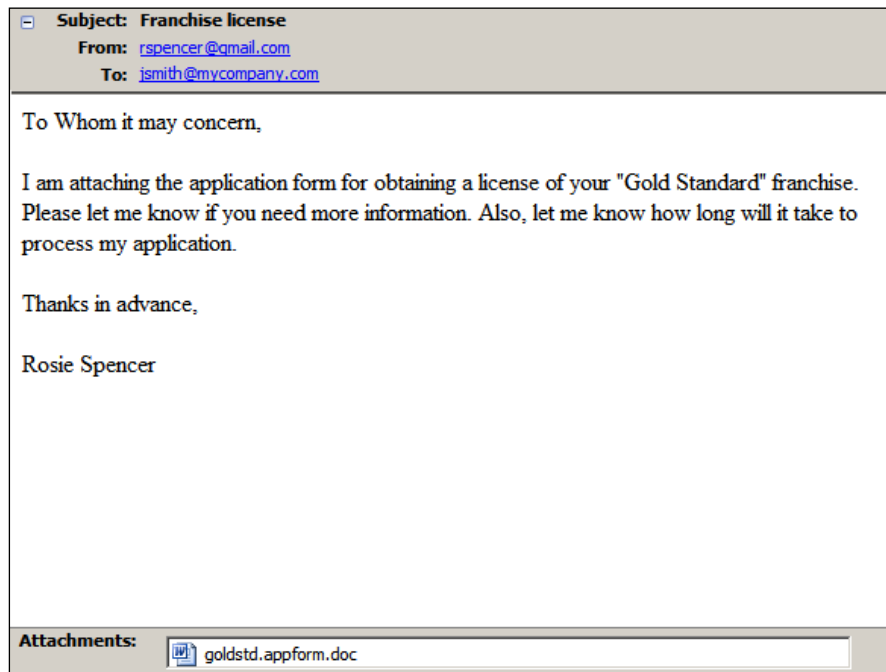 Subject: Franchise license
From: rspencer@gmail.com
To: jsmith@mycompany.com
To Whom it may concern,
I am attaching the application form for obtaining a license of your "Gold Standard" franchise.
Please let me know if you need more information. Also, let me know how long will it take to
process my application.
Thanks in advance,
Rosie Spencer
Attachments: goldstd.appform.doc